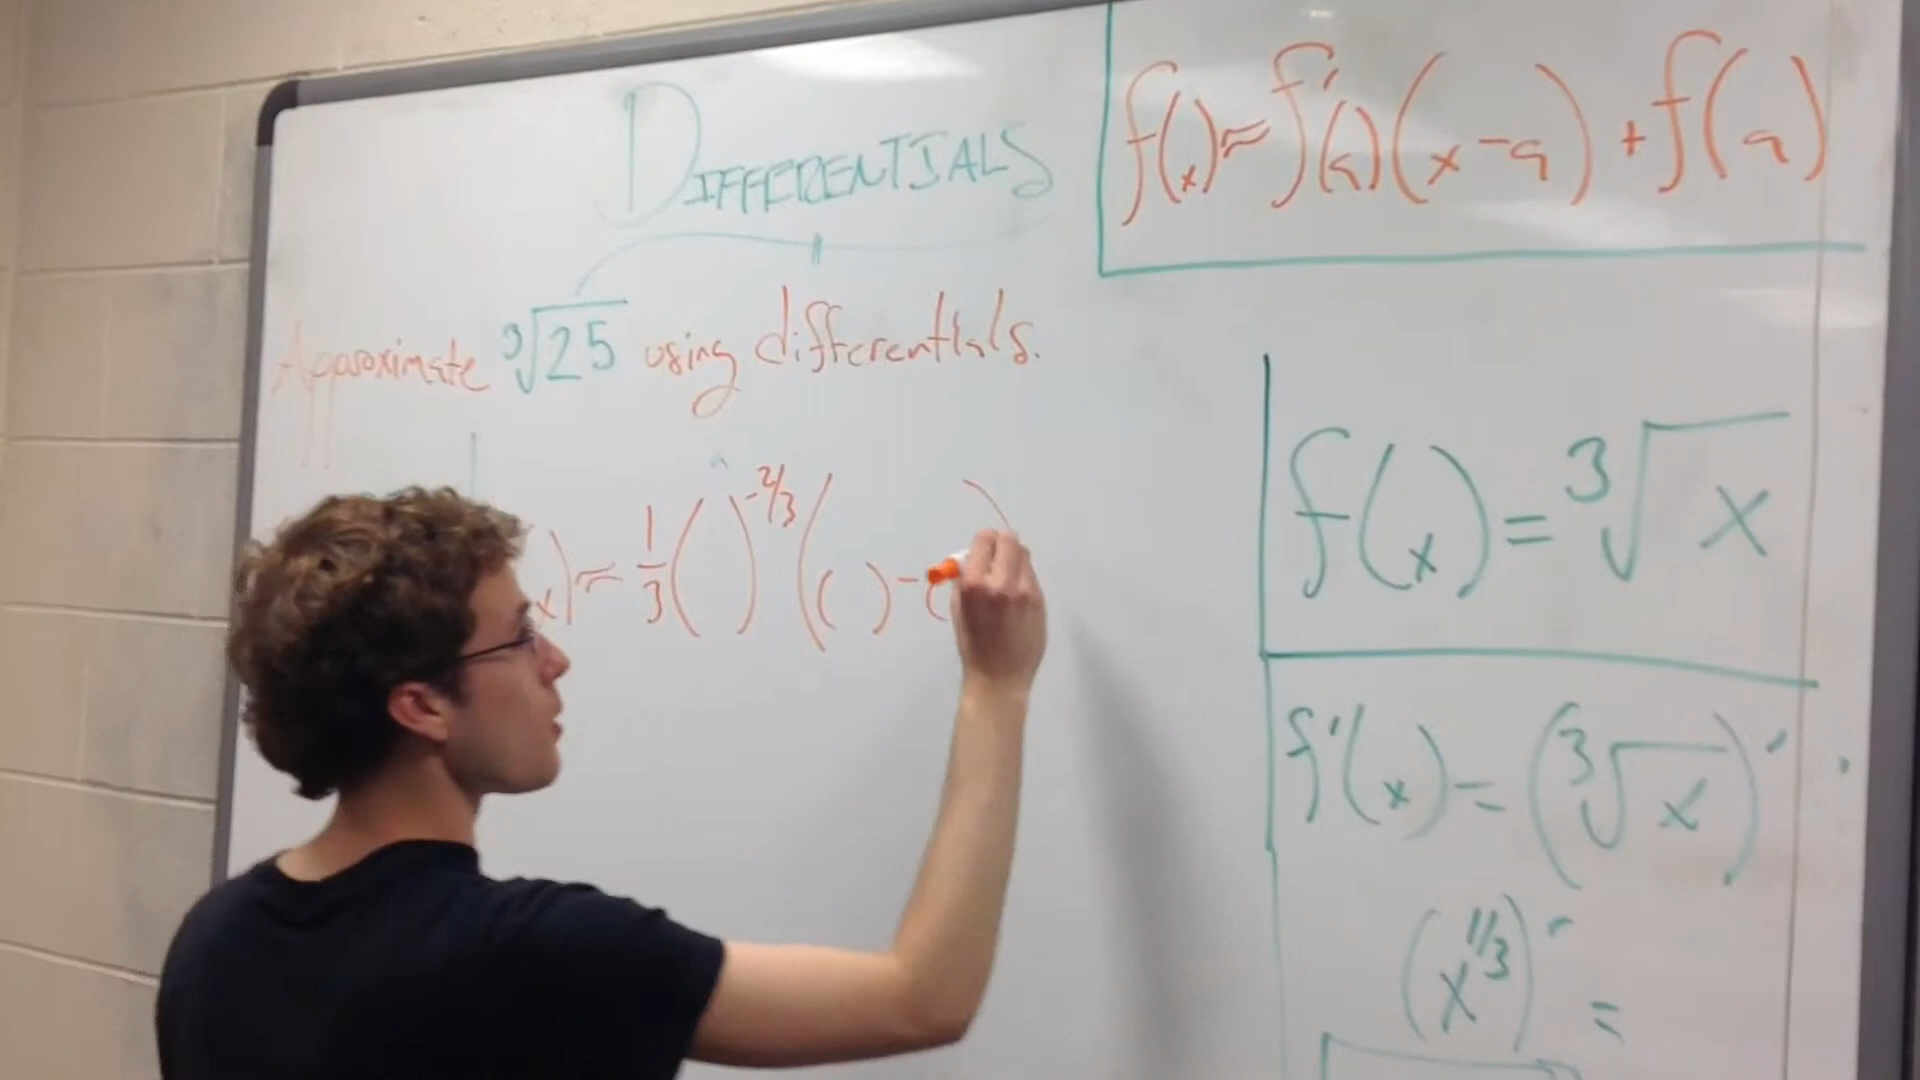 DIFFERENTIALS
f(x)≈f'(a)(x-a)+f(a)
Approximate ∛25 using differentials.
x)≈1/3( )^-2/3(( )-(
f(x)=∛x
f'(x)=(∛x)'
(x^1/3)' =